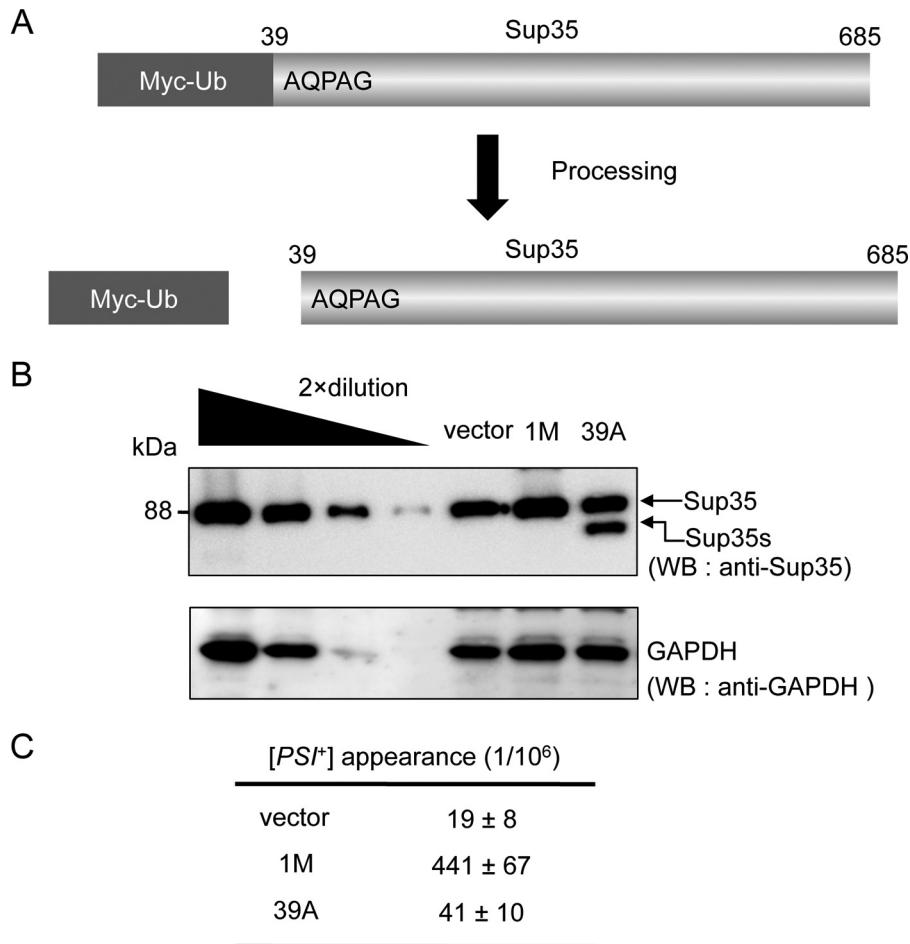 A
39 Sup35 685
Myc-Ub AQPAG
Processing
39 Sup35 685
Myc-Ub AQPAG
B
2×dilution
kDa vector 1M 39A
88 Sup35
Sup35s
(WB : anti-Sup35)
GAPDH
(WB : anti-GAPDH )
C
[PSI⁺] appearance (1/10⁶)
vector 19 ± 8
1M 441 ± 67
39A 41 ± 10